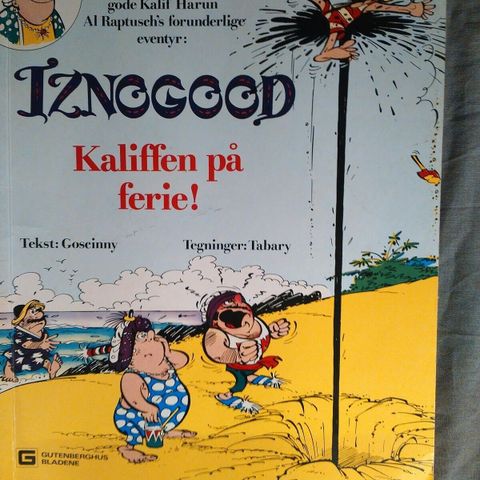 gode Kalif Harun
Al Raptusch's forunderlige
eventyr:
IZNOGOOD
Kaliffen på
ferie!
Tekst: Goscinny
Tegninger: Tabary
G GUTENBERGHUS
BLADENE